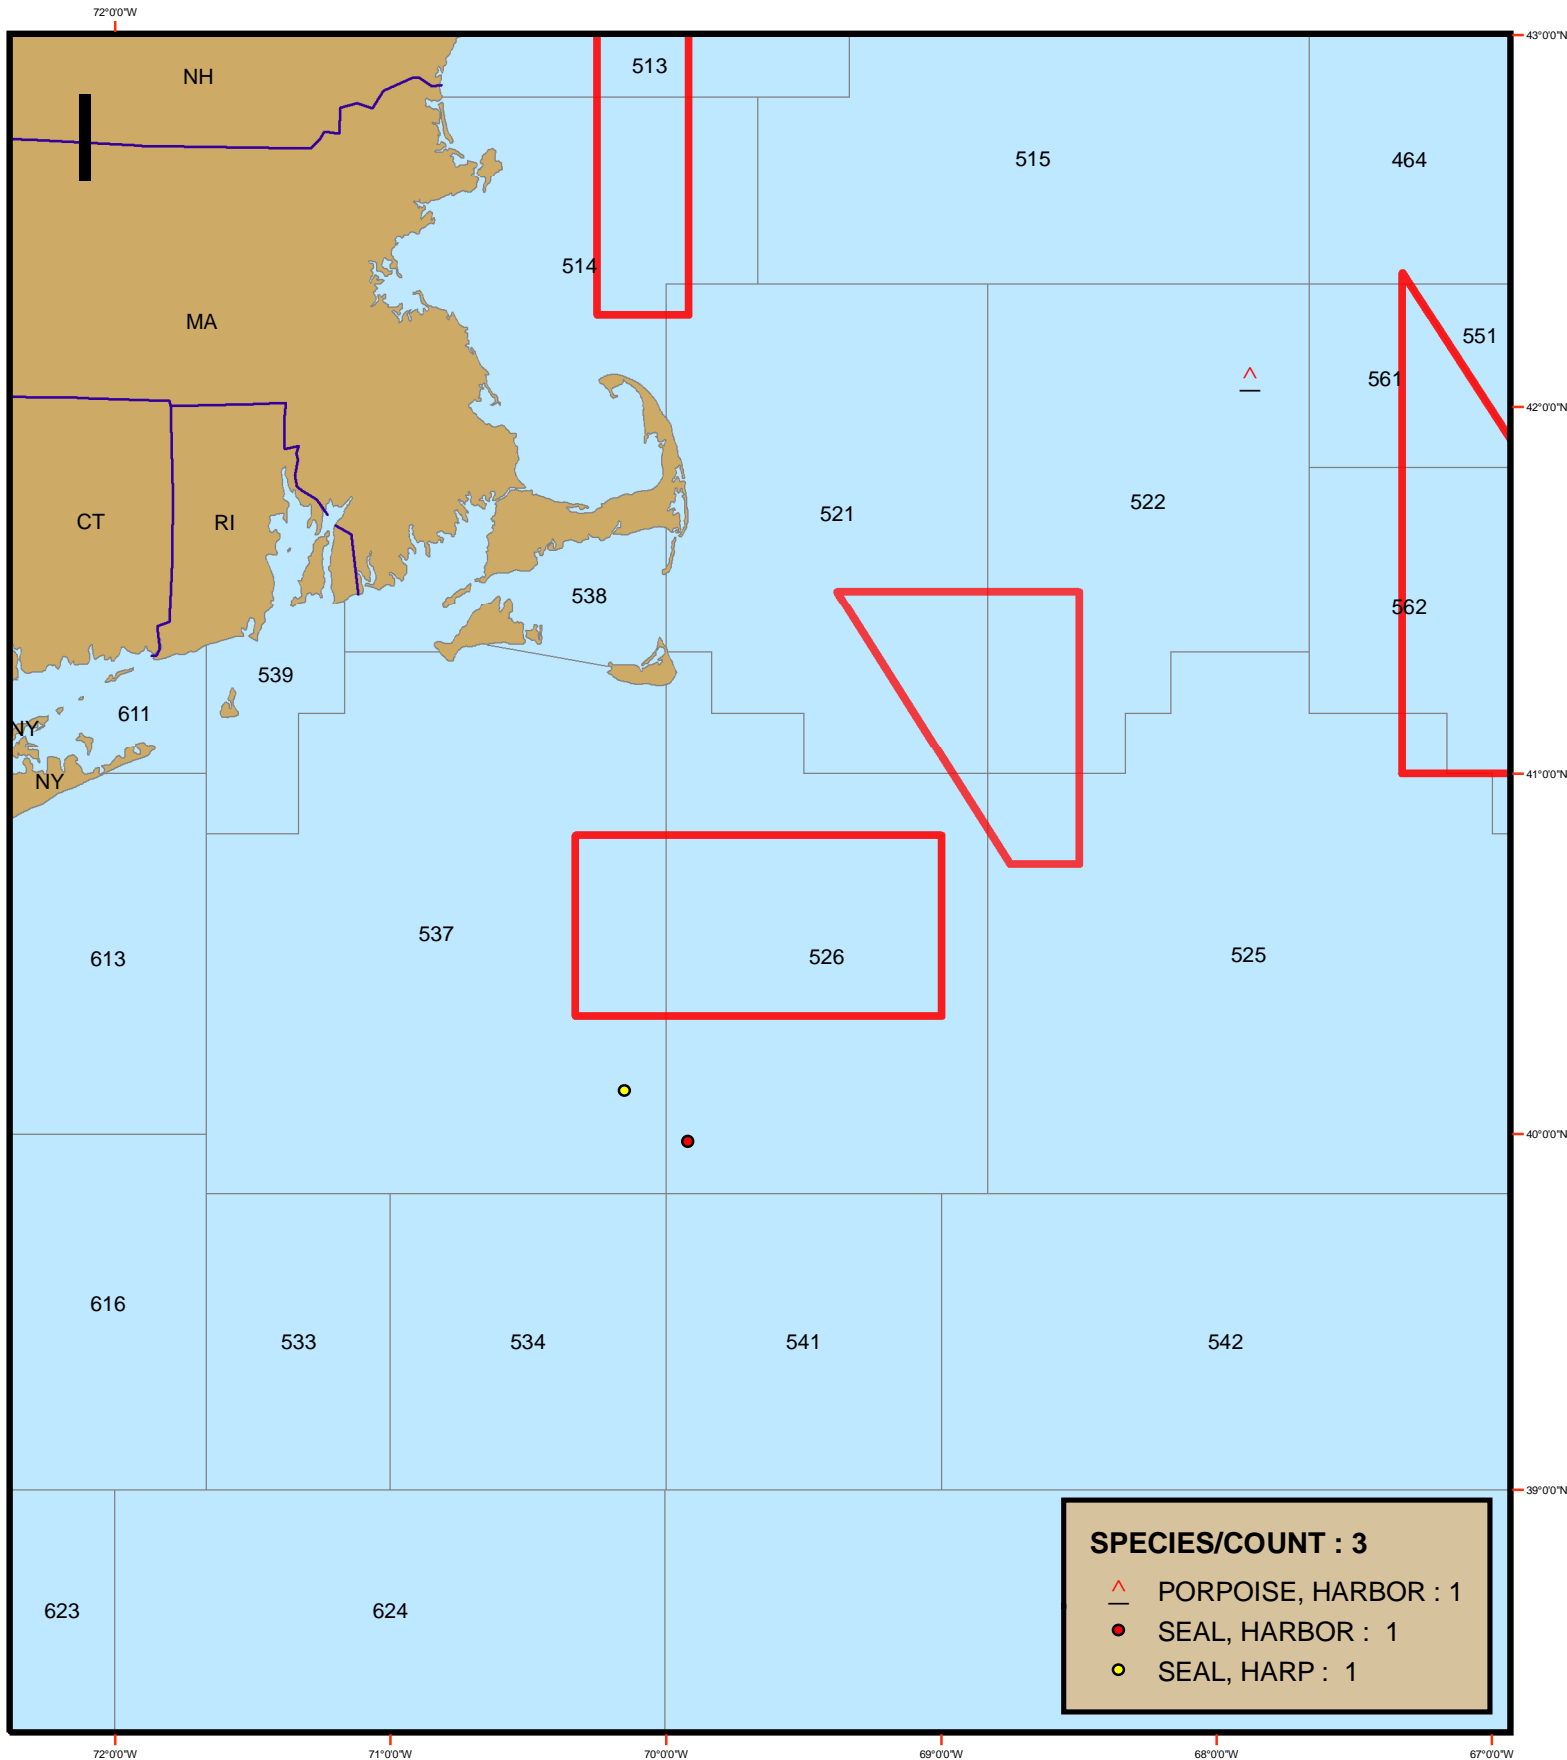 72°0'0"W
43°0'0"N
NH
513
515
464
514
MA
551
561
42°0'0"N
CT
RI
521
522
538
562
539
611
NY
NY
41°0'0"N
537
613
526
525
40°0'0"N
616
533
534
541
542
39°0'0"N
SPECIES/COUNT : 3
^ PORPOISE, HARBOR : 1
SEAL, HARBOR : 1
SEAL, HARP : 1
623
624
72°0'0"W
71°0'0"W
70°0'0"W
69°0'0"W
68°0'0"W
67°0'0"W